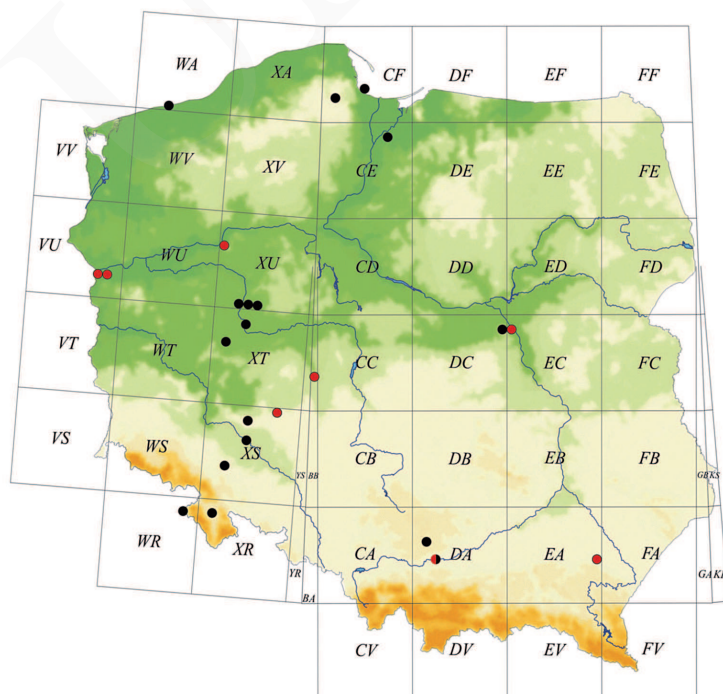 WA XA CF DF EF FF
VV WV XV CE DE EE FE
VU WU XU CD DD ED FD
VT WT XT CC DC EC FC
VS WS XS YS BB CB DB EB FB GB KS
WR XR YR BA CA DA EA FA GA
CV DV EV FV